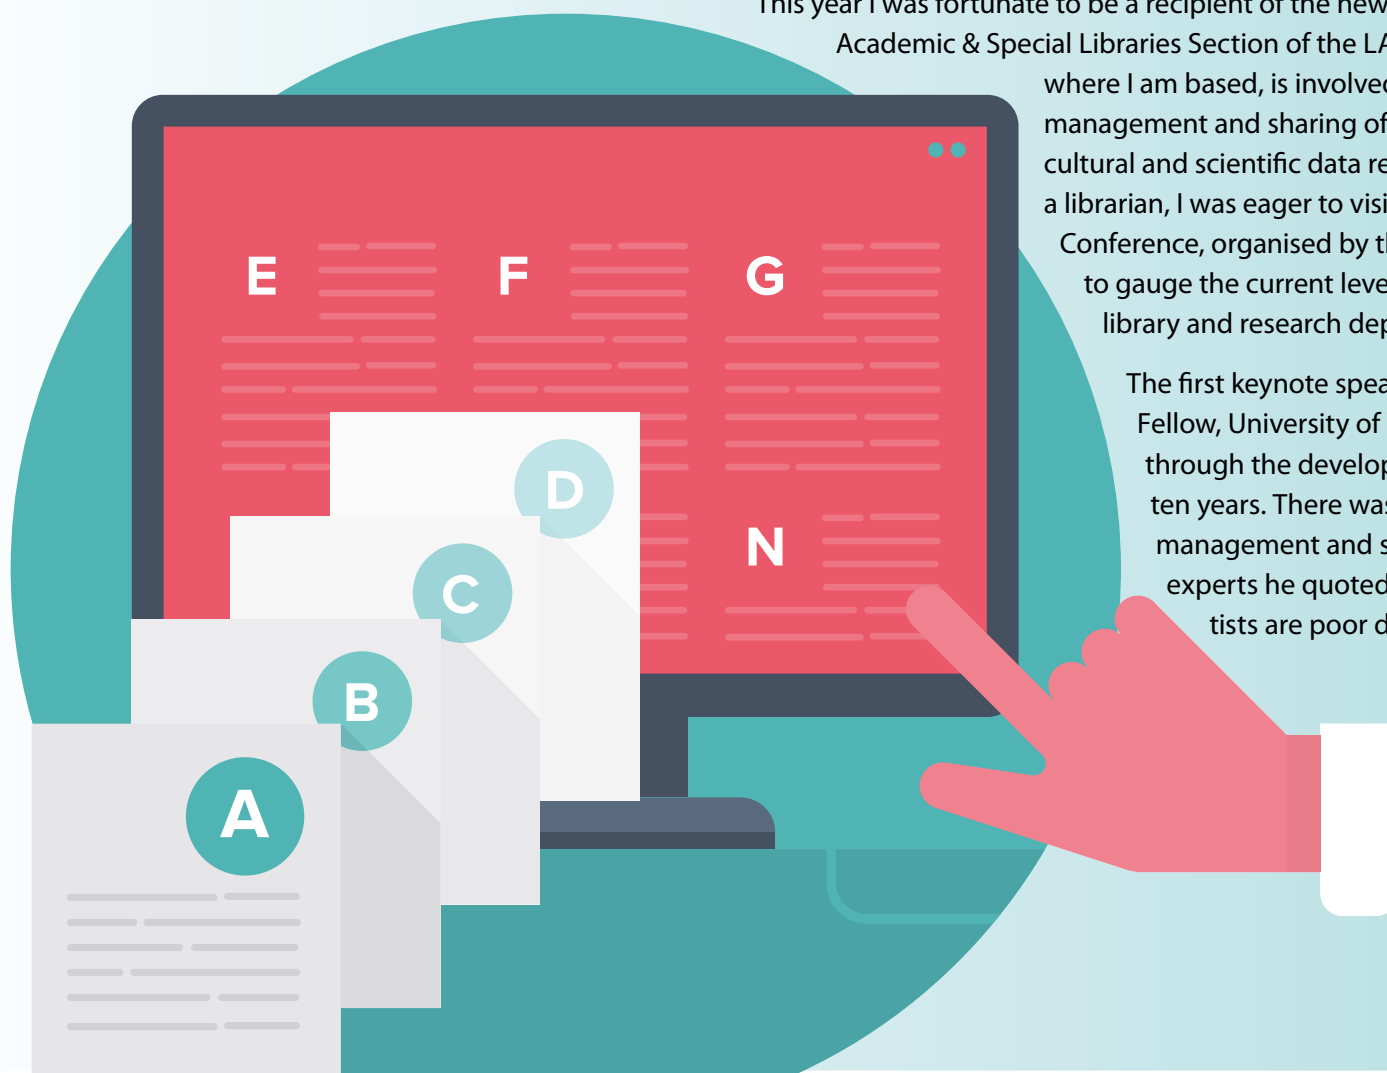 This year I was fortunate to be a recipient of the new
Academic & Special Libraries Section of the LA
where I am based, is involved
management and sharing of
cultural and scientific data re
a librarian, I was eager to visi
Conference, organised by th
to gauge the current leve
library and research dep
The first keynote spea
Fellow, University of
through the develop
ten years. There was
management and s
experts he quoted
tists are poor d
E
F
G
D
N
C
B
A